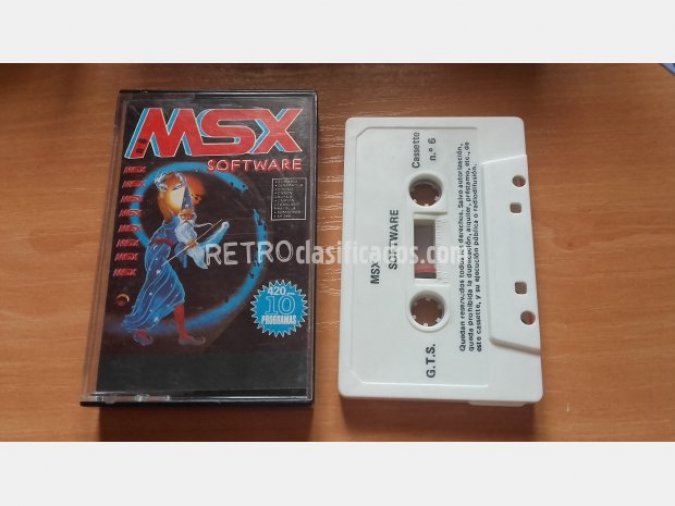 MSX
SOFTWARE
MSX
MSX
MSX
MSX
MSX
MSX
MSX
MSX
420
10
PROGRAMAS
RETROclasificados.com
Cassette
n.º 6
MSX
SOFTWARE
G.T.S.
Quedan reservados todos los derechos. Salvo autorización,
queda prohibida la duplicación, alquiler, préstamo, etc., de
este cassette, y su ejecución pública o radiodifusión.